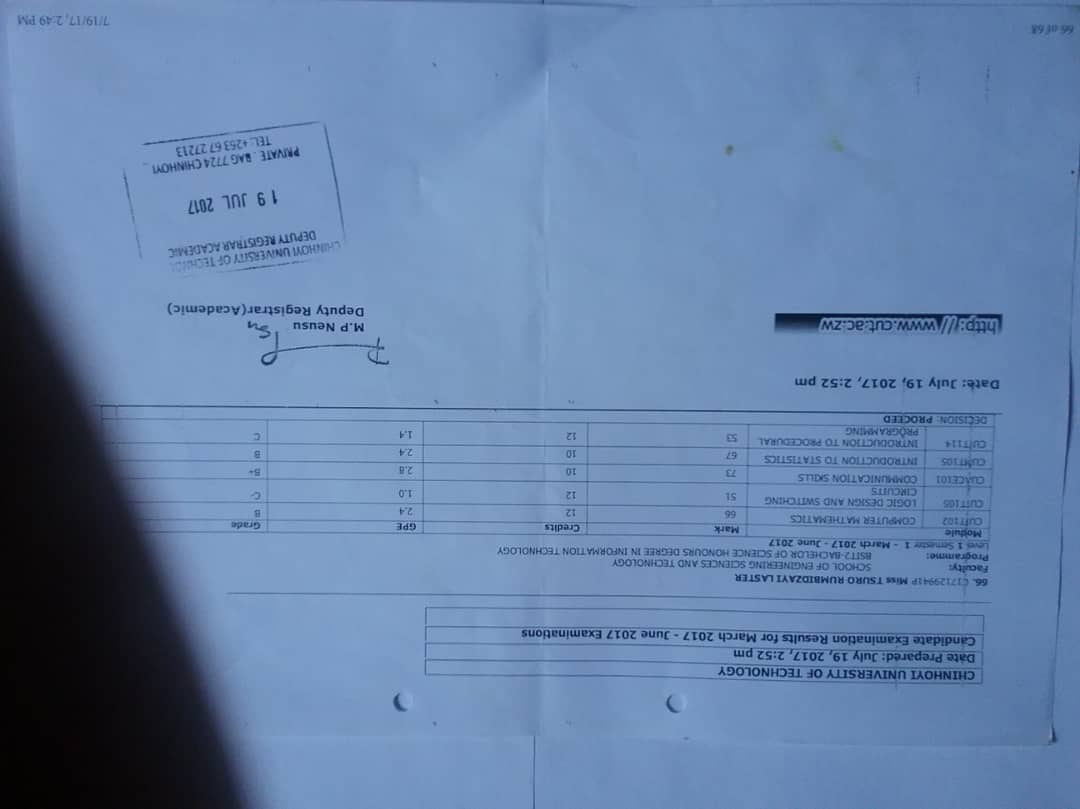 CHINHOYI UNIVERSITY OF TECHNOLOGY
Date Prepared: July 19, 2017, 2:52 pm
Candidate Examination Results for March 2017 - June 2017 Examinations
66. C17129941P Miss TSURO RUMBIDZAYI LASTER
Faculty: SCHOOL OF ENGINEERING SCIENCES AND TECHNOLOGY
Programme: BSIT2-BACHELOR OF SCIENCE HONOURS DEGREE IN INFORMATION TECHNOLOGY
Level 1 Semester 1 - March 2017 - June 2017
Module Mark Credits GPE Grade
CUIT102 COMPUTER MATHEMATICS 66 12 2.4 B
CUIT105 LOGIC DESIGN AND SWITCHING CIRCUITS 51 12 1.0 C-
CUACE101 COMMUNICATION SKILLS 73 10 2.8 B+
CUMT105 INTRODUCTION TO STATISTICS 67 10 2.4 B
CUIT114 INTRODUCTION TO PROCEDURAL PROGRAMMING 53 12 1.4 C
DECISION: PROCEED
Date: July 19, 2017, 2:52 pm
http://www.cut.ac.zw
M.P Neusu
Deputy Registrar(Academic)
CHINHOYI UNIVERSITY OF
DEPUTY REGISTRAR ACADEMIC
19 JUL 2017
PRIVATE BAG 7724 CHINHOYI
TEL: +263 67 27213
66 of 68
7/19/17, 2:49 PM